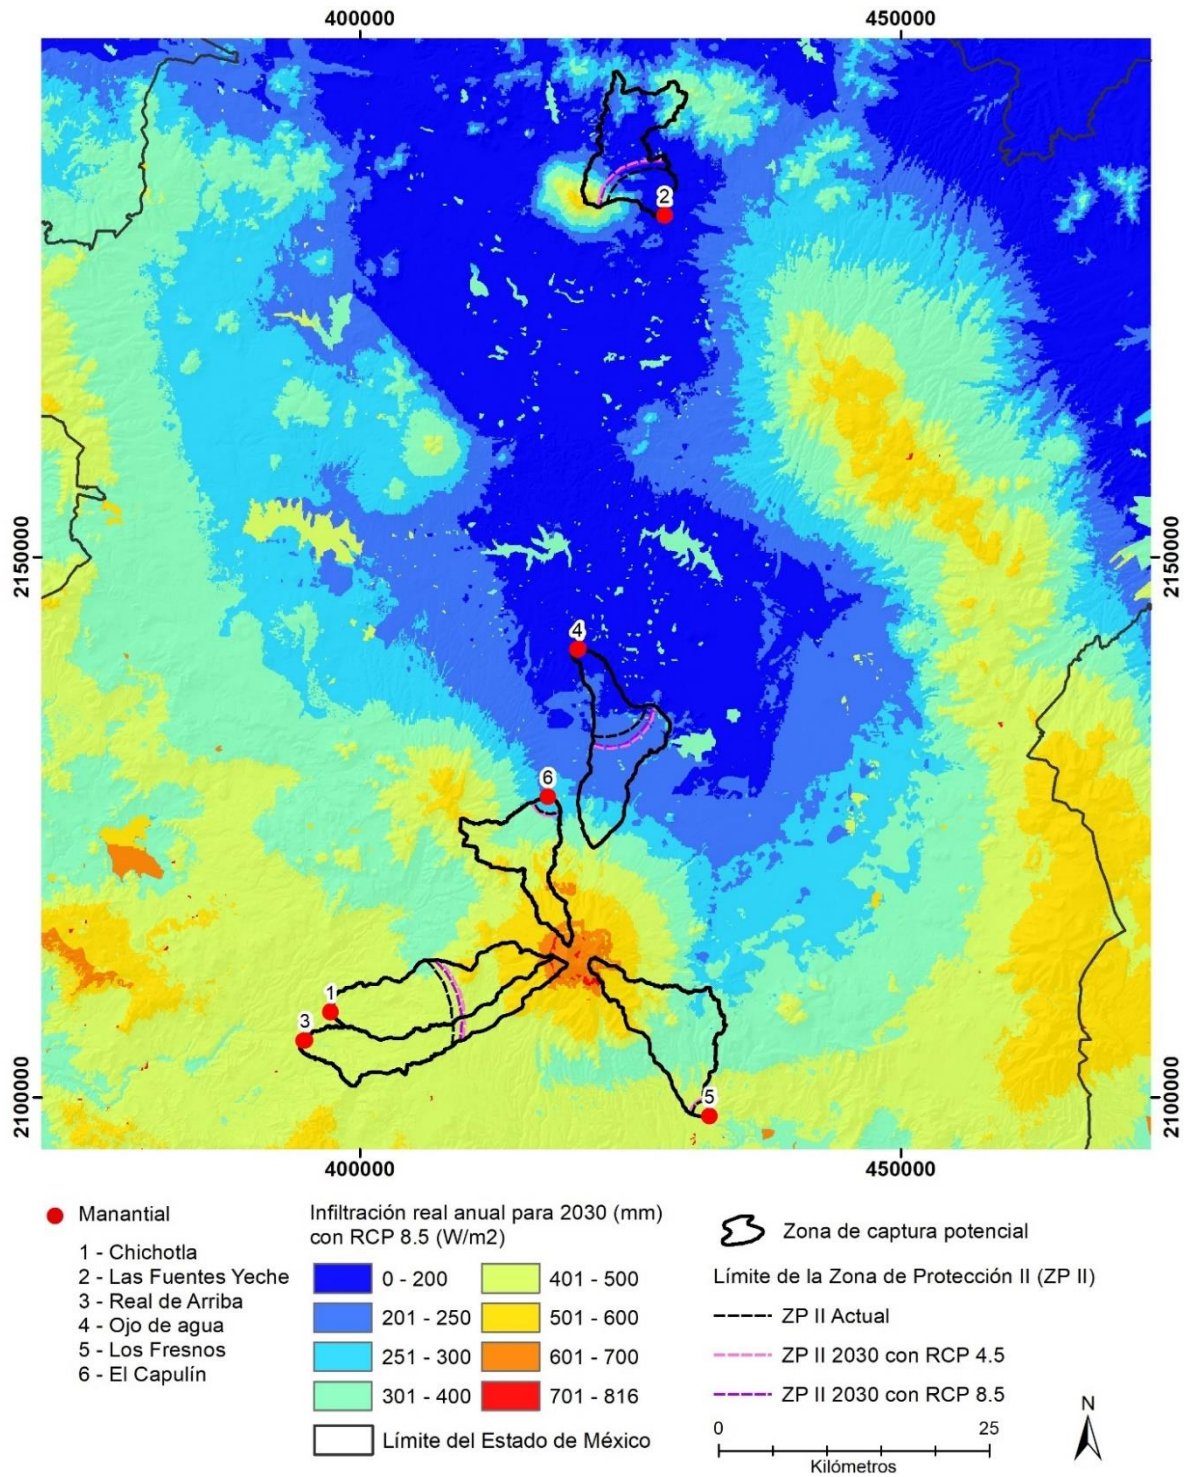 400000
450000
2
2150000
2150000
4
6
1
3
5
2100000
2100000
400000
450000
Manantial
1 - Chichotla
2 - Las Fuentes Yeche
3 - Real de Arriba
4 - Ojo de agua
5 - Los Fresnos
6 - El Capulín
Infiltración real anual para 2030 (mm)
con RCP 8.5 (W/m2)
0 - 200
201 - 250
251 - 300
301 - 400
401 - 500
501 - 600
601 - 700
701 - 816
Límite del Estado de México
Zona de captura potencial
Límite de la Zona de Protección II (ZP II)
ZP II Actual
ZP II 2030 con RCP 4.5
ZP II 2030 con RCP 8.5
0
25
Kilómetros
N